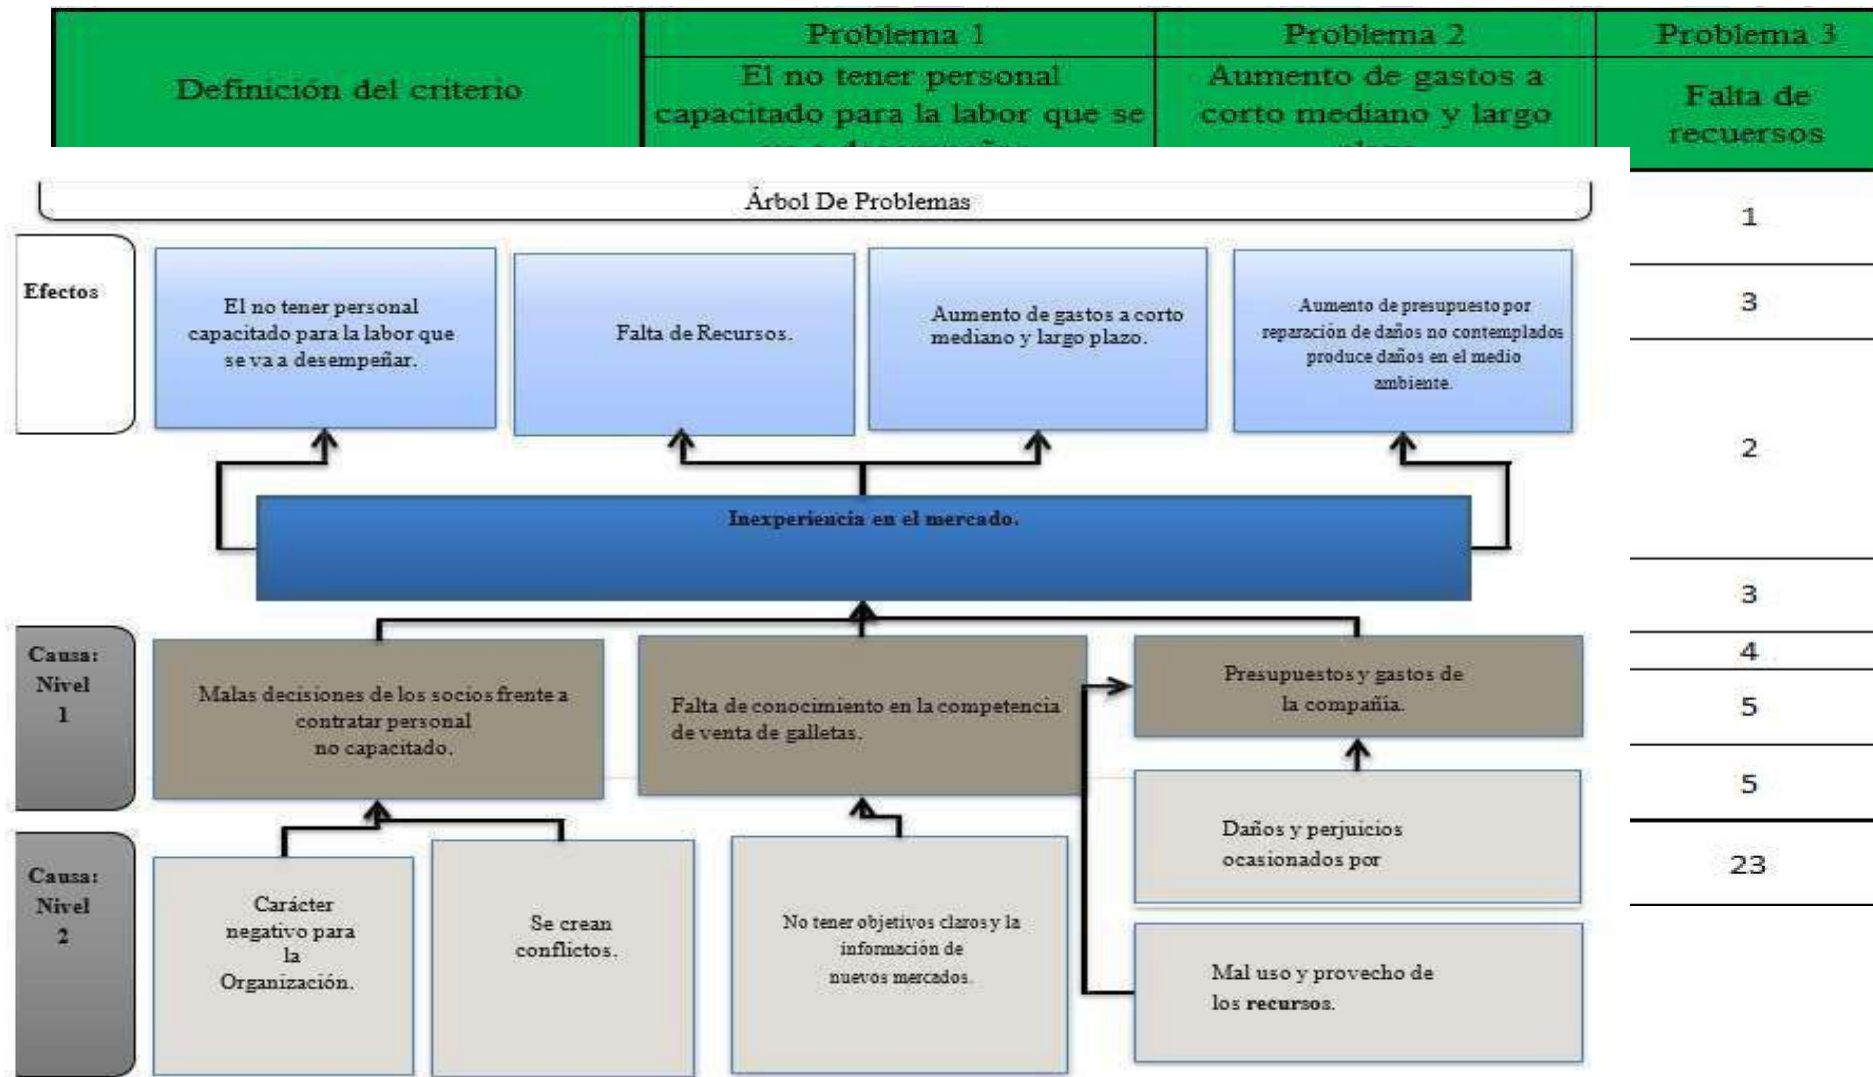 Definición del criterio
Problema 1
Problema 2
Problema 3
El no tener personal
capacitado para la labor que se
Aumento de gastos a
corto mediano y largo
Falta de
recuersos
Árbol De Problemas
Efectos
El no tener personal
capacitado para la labor que
se va a desempeñar.
Falta de Recursos.
Aumento de gastos a corto
mediano y largo plazo.
Aumento de presupuesto por
reparación de daños no contemplados
produce daños en el medio
ambiente.
Inexperiencia en el mercado.
Causa:
Nivel
1
Malas decisiones de los socios frente a
contratar personal
no capacitado.
Falta de conocimiento en la competencia
de venta de galletas.
Presupuestos y gastos de
la compañía.
Causa:
Nivel
2
Carácter
negativo para
la
Organización.
Se crean
conflictos.
No tener objetivos claros y la
información de
nuevos mercados.
Daños y perjuicios
ocasionados por
Mal uso y provecho de
los recursos.
1
3
2
3
4
5
5
23